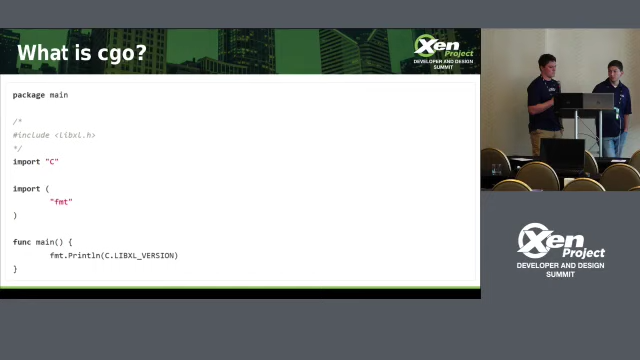 What is cgo?
Xen
Project
DEVELOPER AND DESIGN
SUMMIT
package main
/*
#include <libxl.h>
*/
import "C"
import (
"fmt"
)
func main() {
fmt.Println(C.LIBXL_VERSION)
}
Xen
Project
DEVELOPER AND DESIGN
SUMMIT